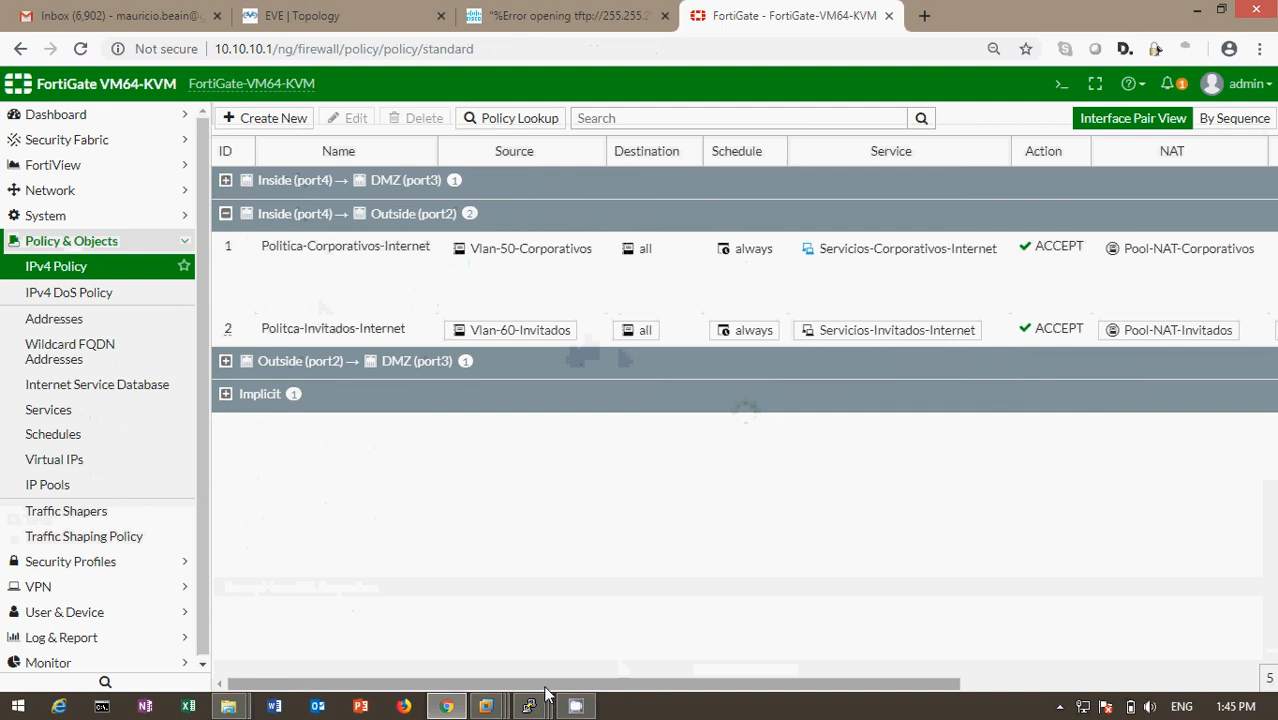 Inbox (6,902) - mauricio.beain@g
EVE | Topology
"%Error opening tftp://255.255.2
FortiGate - FortiGate-VM64-KVM
Not secure
10.10.10.1/ng/firewall/policy/policy/standard
FortiGate VM64-KVM
FortiGate-VM64-KVM
1
admin
Dashboard
Security Fabric
FortiView
Network
System
Policy & Objects
IPv4 Policy
IPv4 DoS Policy
Addresses
Wildcard FQDN
Addresses
Internet Service Database
Services
Schedules
Virtual IPs
IP Pools
Traffic Shapers
Traffic Shaping Policy
Security Profiles
VPN
User & Device
Log & Report
Monitor
+ Create New
Edit
Delete
Policy Lookup
Search
Interface Pair View
By Sequence
ID Name Source Destination Schedule Service Action NAT
Inside (port4) → DMZ (port3) 1
Inside (port4) → Outside (port2) 2
1 Politica-Corporativos-Internet Vlan-50-Corporativos all always Servicios-Corporativos-Internet ACCEPT Pool-NAT-Corporativos
2 Politca-Invitados-Internet Vlan-60-Invitados all always Servicios-Invitados-Internet ACCEPT Pool-NAT-Invitados
Outside (port2) → DMZ (port3) 1
Implicit 1
5
ENG
1:45 PM